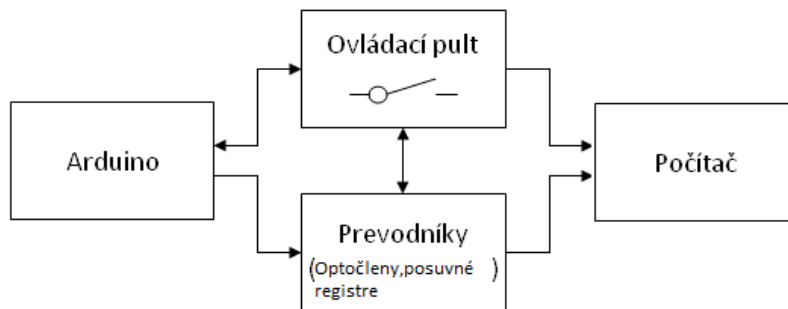 Ovládací pult
Arduino
Počítač
Prevodníky
(Optočleny,posuvné )
registre